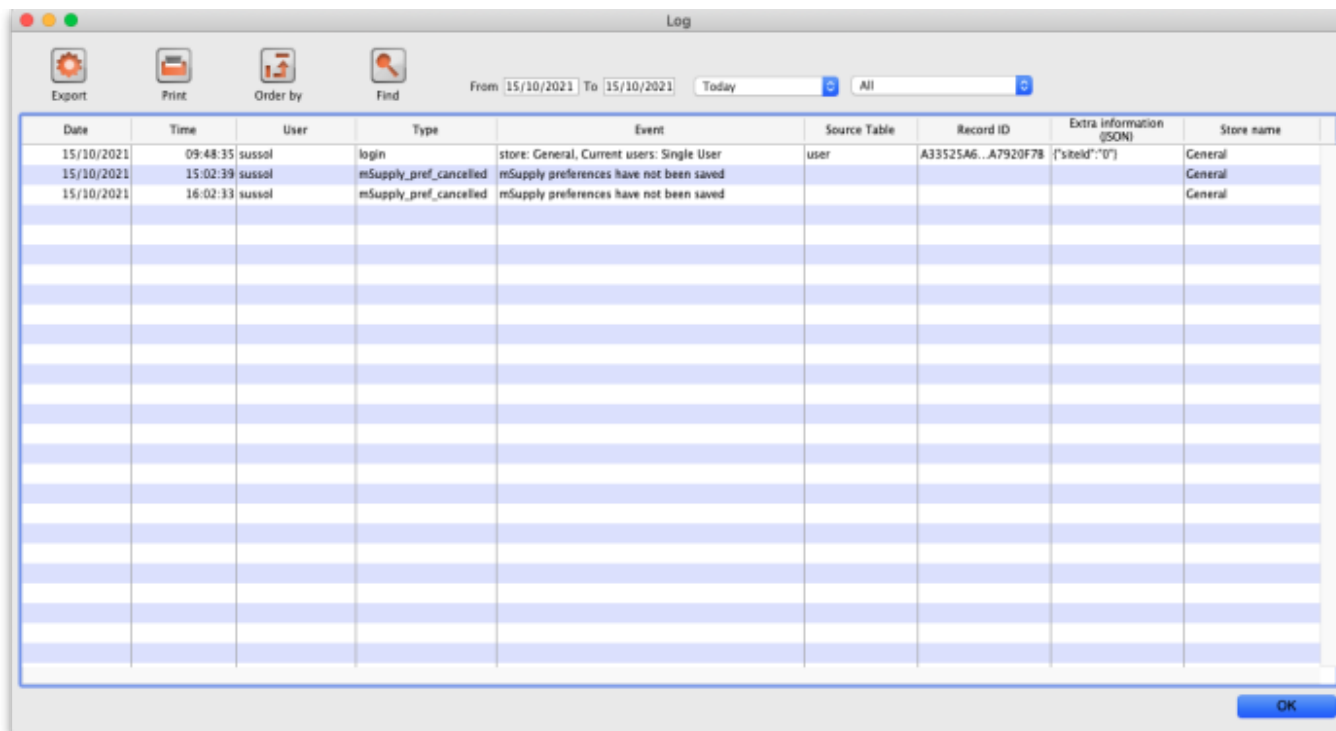 Log
Export Print Order by Find From 15/10/2021 To 15/10/2021 Today All
Date Time User Type Event Source Table Record ID Extra information (JSON) Store name
15/10/2021 09:48:35 sussol login store: General, Current users: Single User user A33525A6...A7920F7B {"siteId":"0"} General
15/10/2021 15:02:39 sussol mSupply_pref_cancelled mSupply preferences have not been saved General
15/10/2021 16:02:33 sussol mSupply_pref_cancelled mSupply preferences have not been saved General
OK